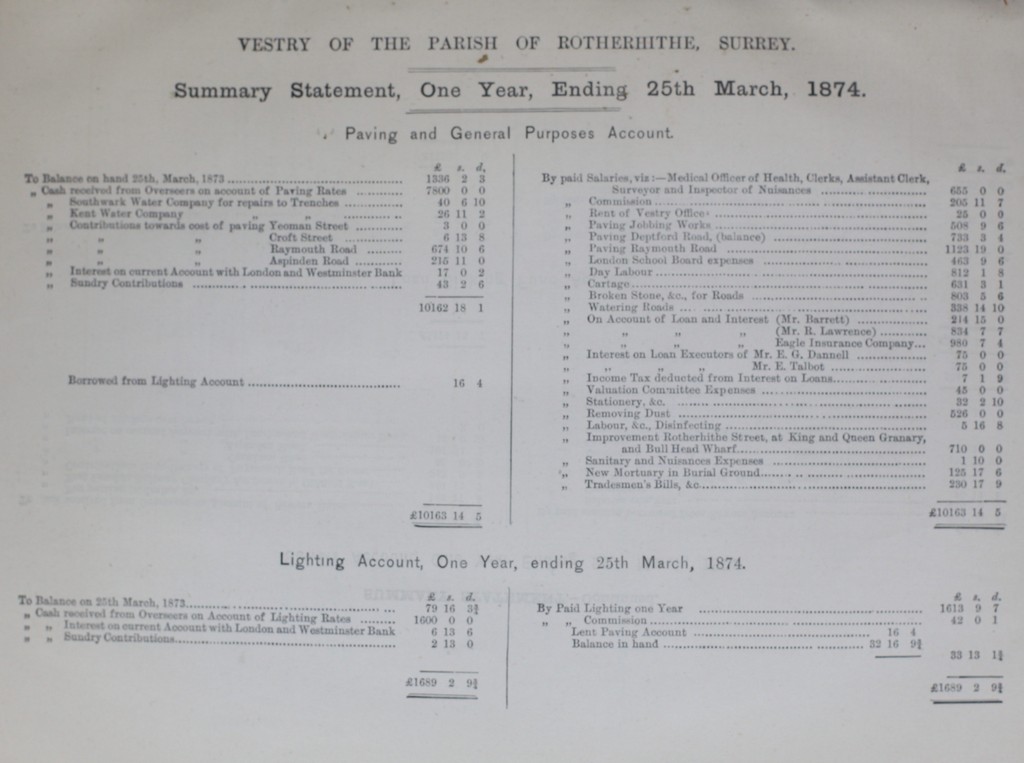 VESTRY OF THE PARISH OF ROTHERHITHE, SURREY.
Summary Statement, One Year, Ending 25th March, 1874.
Paving and General Purposes Account.
£ s. d.
To Balance on hand 25th, March, 1873 1336 2 3
„ Cash received from Overseers on account of Paving Rates 7800 0 0
„ Southwark Water Company for repairs to Trenches 40 6 10
„ Kent Water Company „ „ 26 11 2
„ Contributions towards cost of paving Yeoman Street 3 0 0
„ „ „ Croft Street 6 13 8
„ „ „ Raymouth Road 674 10 6
„ „ „ Aspinden Road 215 11 0
„ Interest on current Account with London and Westminster Bank 17 0 2
„ Sundry Contributions 43 2 6
10162 18 1
Borrowed from Lighting Account 16 4
£10163 14 5
£ s. d.
By paid Salaries, viz:—Medical Officer of Health, Clerks, Assistant Clerk,
Surveyor and Inspector of Nuisances 655 0 0
„ Commission 205 11 7
„ Rent of Vestry Offices 25 0 0
„ Paving Jobbing Works 508 9 6
„ Paving Deptford Road, (balance) 733 3 4
„ Paving Raymouth Road 1123 19 0
„ London School Board expenses 463 9 6
„ Day Labour 812 1 8
„ Cartage 631 3 1
„ Broken Stone, &c., for Roads 803 5 6
„ Watering Roads 338 14 10
„ On Account of Loan and Interest (Mr. Barrett) 214 15 0
„ „ „ „ (Mr. R. Lawrence) 834 7 7
„ „ „ „ Eagle Insurance Company... 980 7 4
„ Interest on Loan Executors of Mr. E. G. Dannell 75 0 0
„ „ „ „ Mr. E. Talbot 75 0 0
„ Income Tax deducted from Interest on Loans 7 1 9
„ Valuation Committee Expenses 45 0 0
„ Stationery, &c. 32 2 10
„ Removing Dust 526 0 0
„ Labour, &c., Disinfecting 5 16 8
„ Improvement Rotherhithe Street, at King and Queen Granary,
and Bull Head Wharf 710 0 0
„ Sanitary and Nuisances Expenses 1 10 0
„ New Mortuary in Burial Ground 125 17 6
„ Tradesmen's Bills, &c. 230 17 9
£10163 14 5
Lighting Account, One Year, ending 25th March, 1874.
£ s. d.
To Balance on 25th March, 1873 79 16 3¾
„ Cash received from Overseers on Account of Lighting Rates 1600 0 0
„ „ Interest on current Account with London and Westminster Bank 6 13 6
„ „ Sundry Contributions 2 13 0
£1689 2 9¾
£ s. d.
By Paid Lighting one Year 1613 9 7
„ „ Commission 42 0 1
Lent Paving Account 16 4
Balance in hand 32 16 9¾
33 13 1¾
£1689 2 9¾